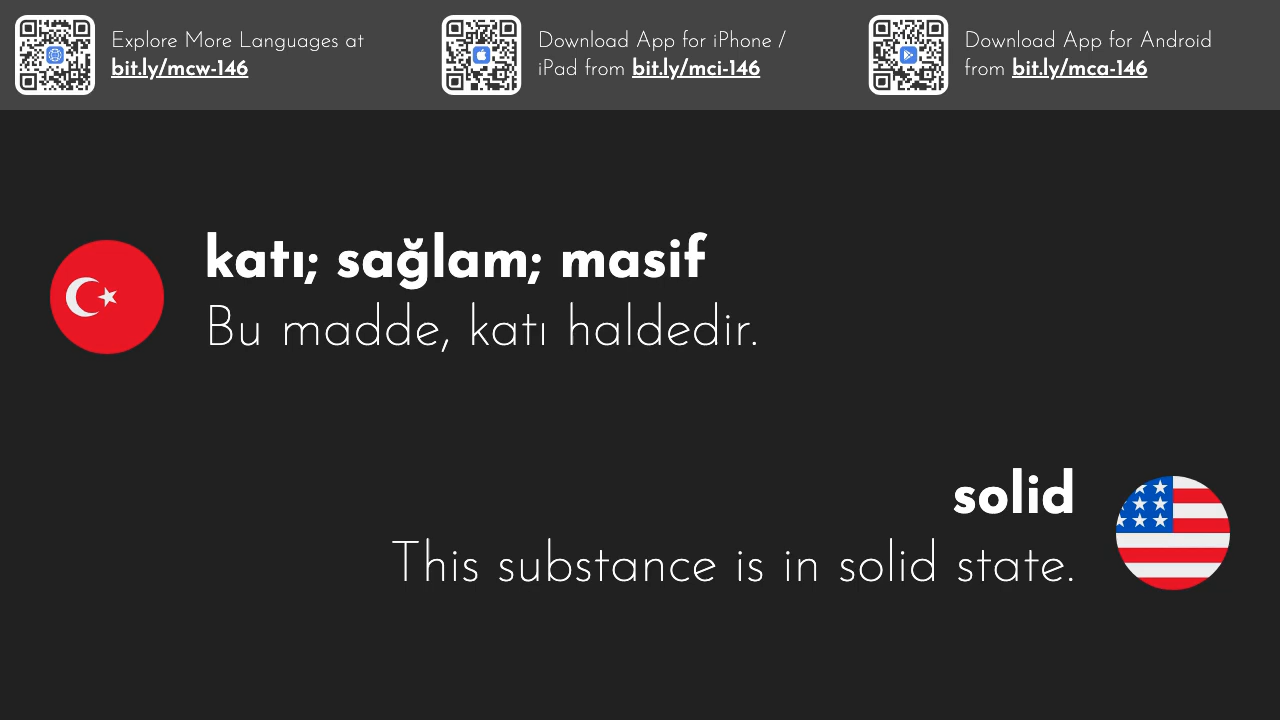 Explore More Languages at
bit.ly/mcw-146
Download App for iPhone /
iPad from bit.ly/mci-146
Download App for Android
from bit.ly/mca-146
katı; sağlam; masif
Bu madde, katı haldedir.
solid
This substance is in solid state.